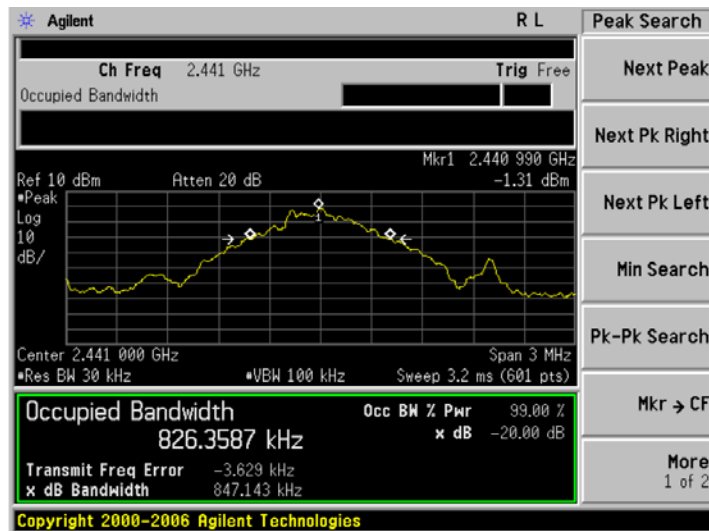 Agilent R L Peak Search
Ch Freq 2.441 GHz Trig Free
Occupied Bandwidth
Mkr1 2.440 990 GHz
Ref 10 dBm Atten 20 dB -1.31 dBm
#Peak
Log
10
dB/
1
Center 2.441 000 GHz Span 3 MHz
#Res BW 30 kHz #VBW 100 kHz Sweep 3.2 ms (601 pts)
Occupied Bandwidth Occ BW % Pwr 99.00 %
826.3587 kHz x dB -20.00 dB
Transmit Freq Error -3.629 kHz
x dB Bandwidth 847.143 kHz
Copyright 2000-2006 Agilent Technologies
Next Peak
Next Pk Right
Next Pk Left
Min Search
Pk-Pk Search
Mkr → CF
More
1 of 2